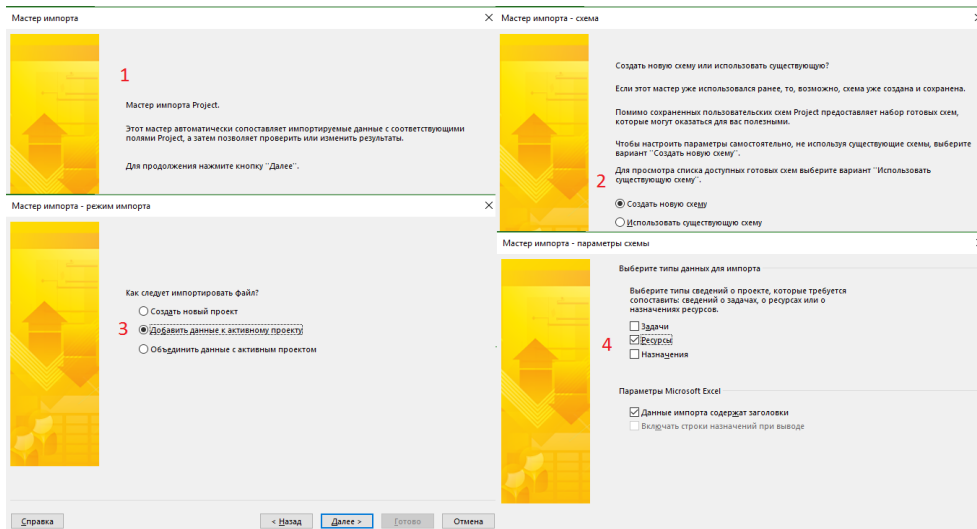 Мастер импорта
1
Мастер импорта Project.
Этот мастер автоматически сопоставляет импортируемые данные с соответствующими
полями Project, а затем позволяет проверить или изменить результаты.
Для продолжения нажмите кнопку "Далее".
Мастер импорта - схема
Создать новую схему или использовать существующую?
Если этот мастер уже использовался ранее, то, возможно, схема уже создана и сохранена.
Помимо сохраненных пользовательских схем Project предоставляет набор готовых схем,
которые могут оказаться для вас полезными.
Чтобы настроить параметры самостоятельно, не используя существующие схемы, выберите
вариант "Создать новую схему".
Для просмотра списка доступных готовых схем выберите вариант "Использовать
существующую схему".
2
Создать новую схему
Использовать существующую схему
Мастер импорта - режим импорта
Как следует импортировать файл?
Создать новый проект
3
Добавить данные к активному проекту
Объединить данные с активным проектом
Справка
< Назад
Далее >
Готово
Отмена
Мастер импорта - параметры схемы
Выберите типы данных для импорта
Выберите типы сведений о проекте, которые требуется
сопоставить: сведений о задачах, о ресурсах или о
назначениях ресурсов.
Задачи
4
Ресурсы
Назначения
Параметры Microsoft Excel
Данные импорта содержат заголовки
Включать строки назначений при выводе